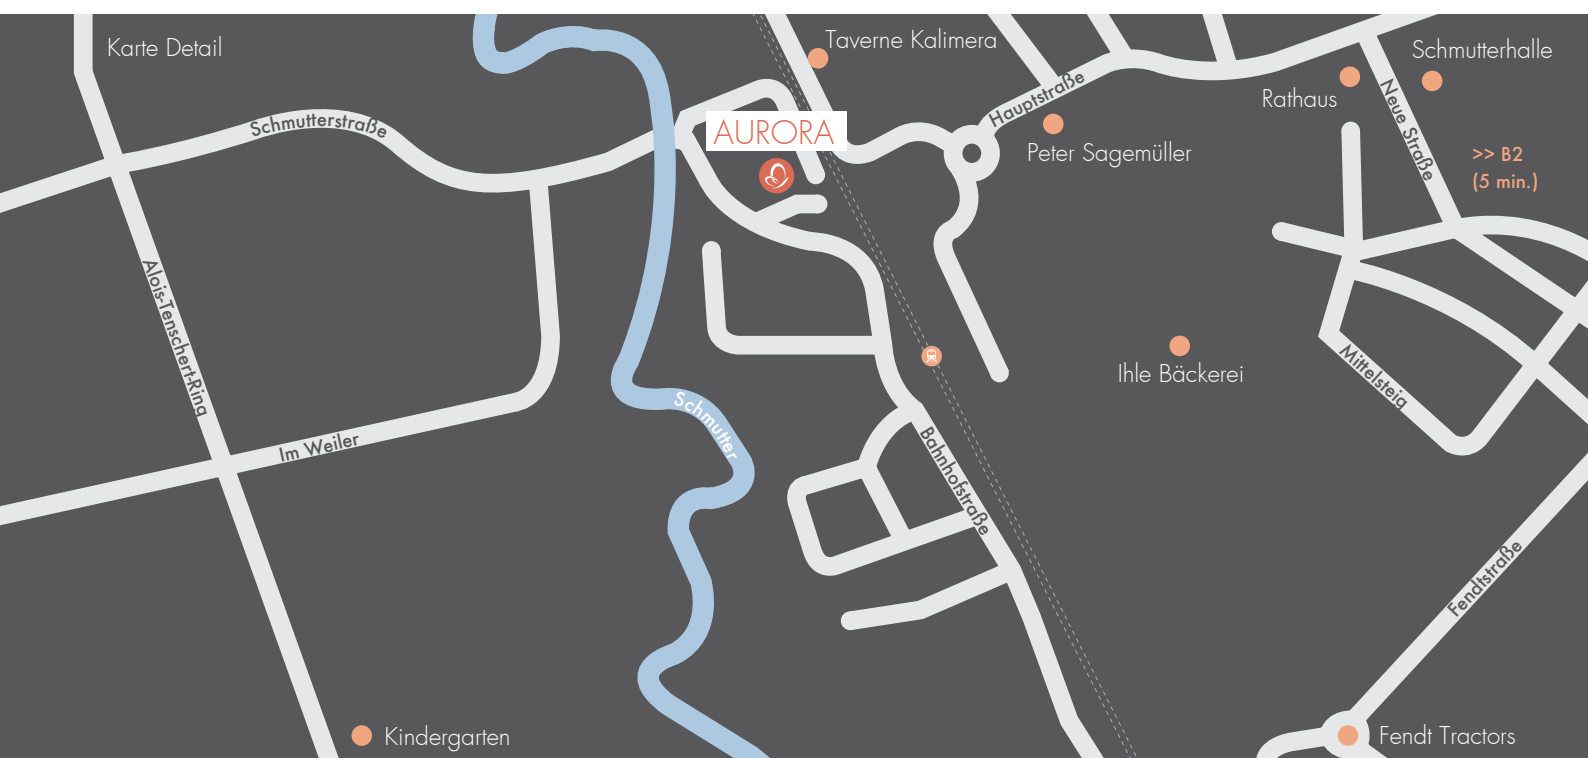 Karte Detail
Taverne Kalimera
Schmutterhalle
Rathaus
Hauptstraße
Neue Straße
Schmutterstraße
AURORA
Peter Sagemüller
>> B2
(5 min.)
Alois-Tenschert-Ring
Ihle Bäckerei
Mittelsteig
Schmutter
Im Weiler
Bahnhofstraße
Fendtstraße
Kindergarten
Fendt Tractors